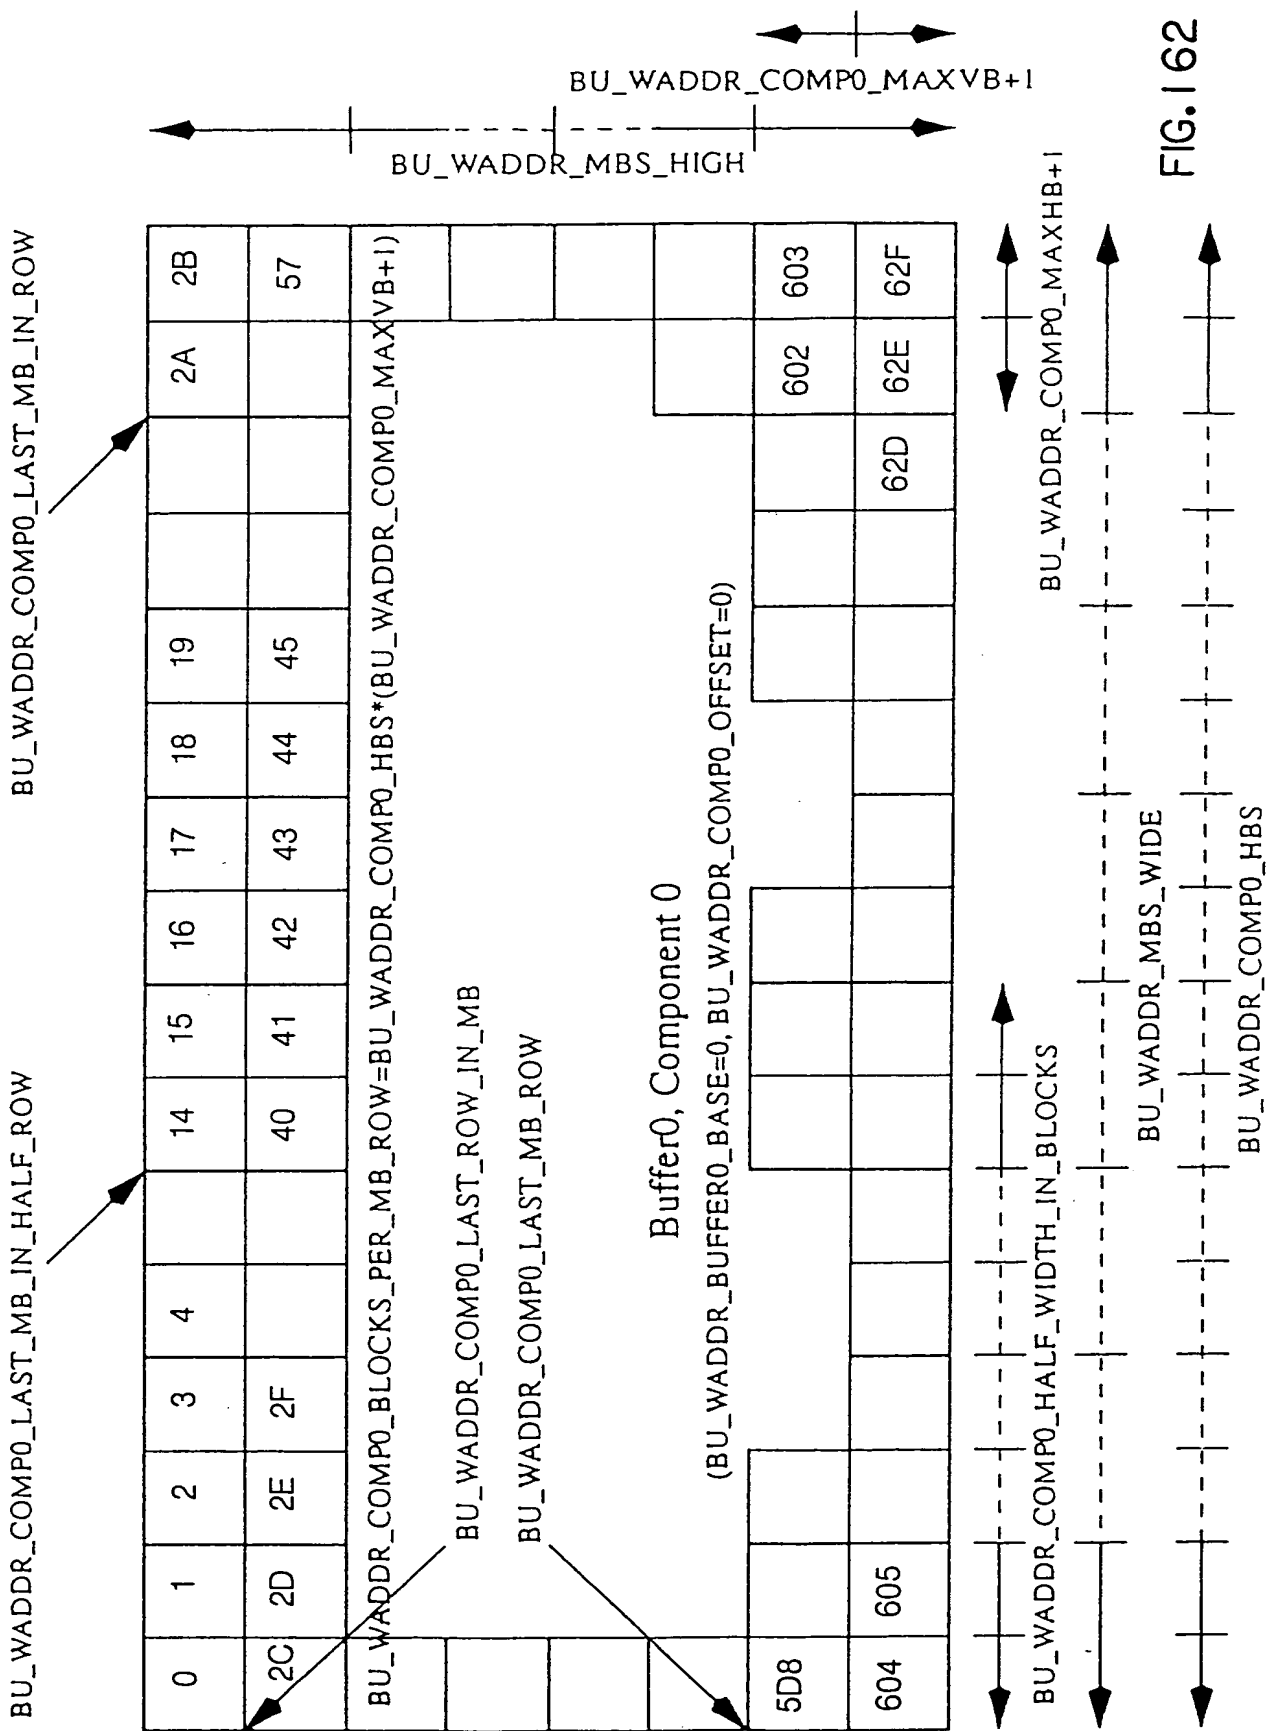 BU_WADDR_COMP0_LAST_MB_IN_HALF_ROW
BU_WADDR_COMP0_LAST_MB_IN_ROW
0 1 2 3 4 14 15 16 17 18 19 2A 2B
2C 2D 2E 2F 40 41 42 43 44 45 57
BU_WADDR_COMP0_BLOCKS_PER_MB_ROW=BU_WADDR_COMP0_HBS*(BU_WADDR_COMP0_MAXVB+1)
BU_WADDR_MBS_HIGH
BU_WADDR_COMP0_LAST_ROW_IN_MB
BU_WADDR_COMP0_LAST_MB_ROW
BU_WADDR_COMP0_MAXVB+1
Buffer0, Component 0
(BU_WADDR_BUFFER0_BASE=0, BU_WADDR_COMP0_OFFSET=0)
5D8 602 603
604 605 62D 62E 62F
BU_WADDR_COMP0_HALF_WIDTH_IN_BLOCKS
BU_WADDR_COMP0_MAXHB+1
BU_WADDR_MBS_WIDE
BU_WADDR_COMP0_HBS
FIG.162